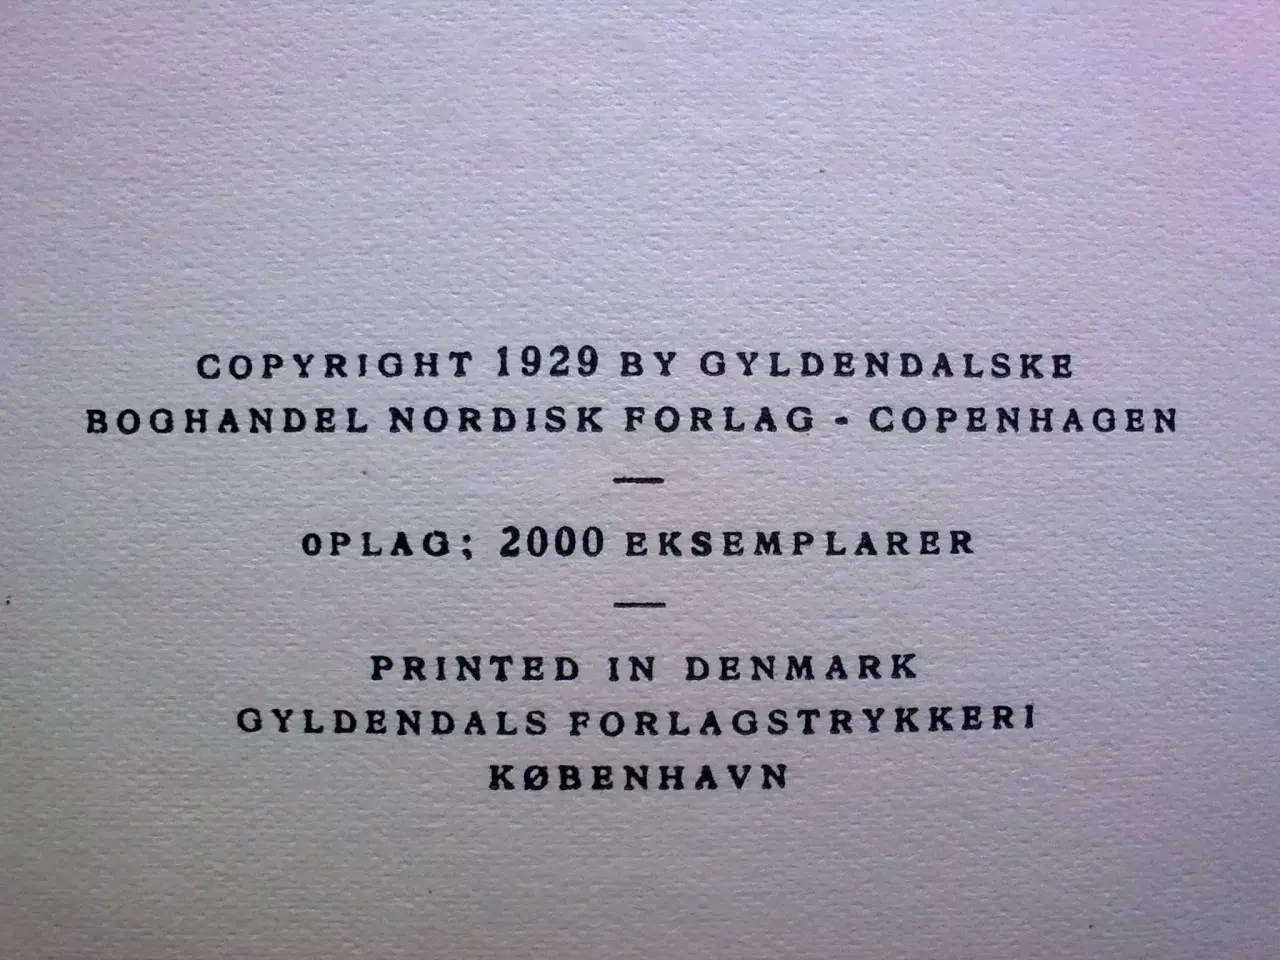 COPYRIGHT 1929 BY GYLDENDALSKE
BOGHANDEL NORDISK FORLAG - COPENHAGEN
—
OPLAG; 2000 EKSEMPLARER
—
PRINTED IN DENMARK
GYLDENDALS FORLAGSTRYKKERI
KØBENHAVN